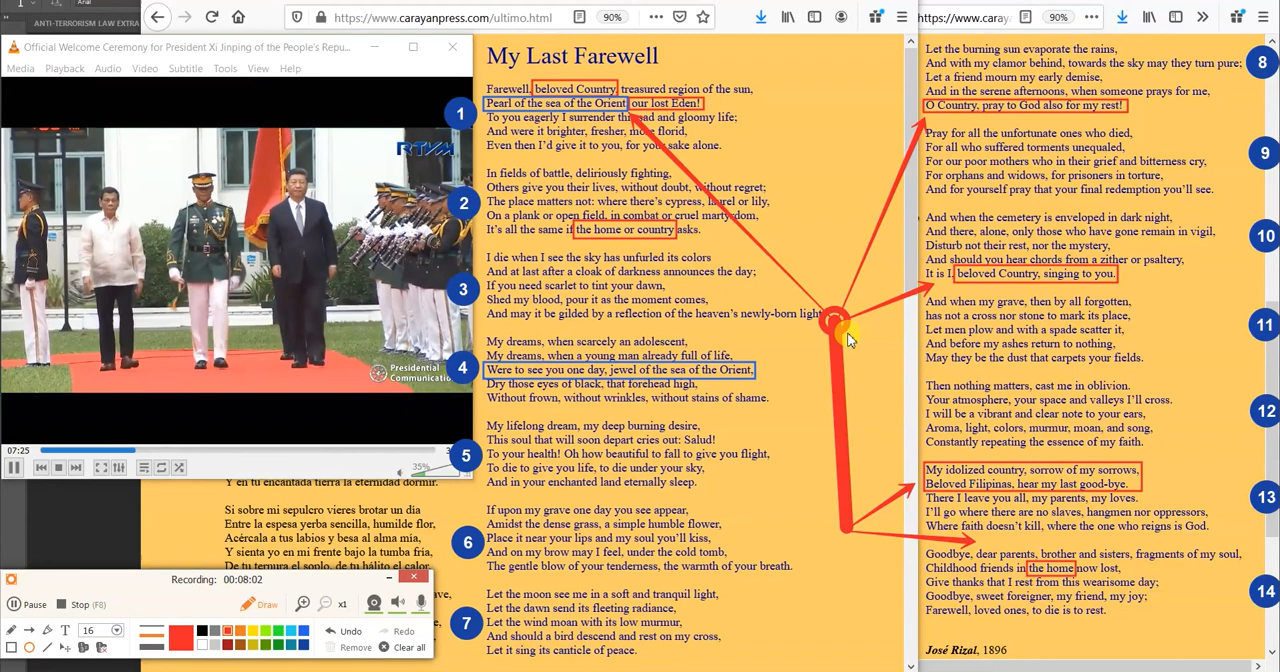 ANTI-TERRORISM LAW EXTRA
https://www.carayanpress.com/ultimo.html
90%
https://www.caray
90%
Official Welcome Ceremony for President Xi Jinping of the People's Repu...
Media Playback Audio Video Subtitle Tools View Help
RTVM
Presidential
Communicatio
07:25
35%
My Last Farewell
1
Farewell, beloved Country, treasured region of the sun,
Pearl of the sea of the Orient, our lost Eden!
To you eagerly I surrender this sad and gloomy life;
And were it brighter, fresher, more florid,
Even then I'd give it to you, for your sake alone.
2
In fields of battle, deliriously fighting,
Others give you their lives, without doubt, without regret;
The place matters not: where there's cypress, laurel or lily,
On a plank or open field, in combat or cruel martyrdom,
It's all the same if the home or country asks.
3
I die when I see the sky has unfurled its colors
And at last after a cloak of darkness announces the day;
If you need scarlet to tint your dawn,
Shed my blood, pour it as the moment comes,
And may it be gilded by a reflection of the heaven's newly-born light
4
My dreams, when scarcely an adolescent,
My dreams, when a young man already full of life,
Were to see you one day, jewel of the sea of the Orient,
Dry those eyes of black, that forehead high,
Without frown, without wrinkles, without stains of shame.
5
My lifelong dream, my deep burning desire,
This soul that will soon depart cries out: Salud!
To your health! Oh how beautiful to fall to give you flight,
To die to give you life, to die under your sky,
And in your enchanted land eternally sleep.
6
If upon my grave one day you see appear,
Amidst the dense grass, a simple humble flower,
Place it near your lips and my soul you'll kiss,
And on my brow may I feel, under the cold tomb,
The gentle blow of your tenderness, the warmth of your breath.
7
Let the moon see me in a soft and tranquil light,
Let the dawn send its fleeting radiance,
Let the wind moan with its low murmur,
And should a bird descend and rest on my cross,
Let it sing its canticle of peace.
8
Let the burning sun evaporate the rains,
And with my clamor behind, towards the sky may they turn pure;
Let a friend mourn my early demise,
And in the serene afternoons, when someone prays for me,
O Country, pray to God also for my rest!
9
Pray for all the unfortunate ones who died,
For all who suffered torments unequaled,
For our poor mothers who in their grief and bitterness cry,
For orphans and widows, for prisoners in torture,
And for yourself pray that your final redemption you'll see.
10
And when the cemetery is enveloped in dark night,
And there, alone, only those who have gone remain in vigil,
Disturb not their rest, nor the mystery,
And should you hear chords from a zither or psaltery,
It is I, beloved Country, singing to you.
11
And when my grave, then by all forgotten,
has not a cross nor stone to mark its place,
Let men plow and with a spade scatter it,
And before my ashes return to nothing,
May they be the dust that carpets your fields.
12
Then nothing matters, cast me in oblivion.
Your atmosphere, your space and valleys I'll cross.
I will be a vibrant and clear note to your ears,
Aroma, light, colors, murmur, moan, and song,
Constantly repeating the essence of my faith.
13
My idolized country, sorrow of my sorrows,
Beloved Filipinas, hear my last good-bye.
There I leave you all, my parents, my loves.
I'll go where there are no slaves, hangmen nor oppressors,
Where faith doesn't kill, where the one who reigns is God.
14
Goodbye, dear parents, brother and sisters, fragments of my soul,
Childhood friends in the home now lost,
Give thanks that I rest from this wearisome day;
Goodbye, sweet foreigner, my friend, my joy;
Farewell, loved ones, to die is to rest.
José Rizal, 1896
Y en tu encantada tierra la eternidad dormir.
Si sobre mi sepulcro vieres brotar un día
Entre la espesa yerba sencilla, humilde flor,
Acércala a tus labios y besa al alma mía,
Y sienta yo en mi frente bajo la tumba fría,
De tu ternura el soplo, de tu hálito el calor.
Recording: 00:08:02
Pause Stop (F8) Draw x1
16
Undo Redo
Remove Clear all